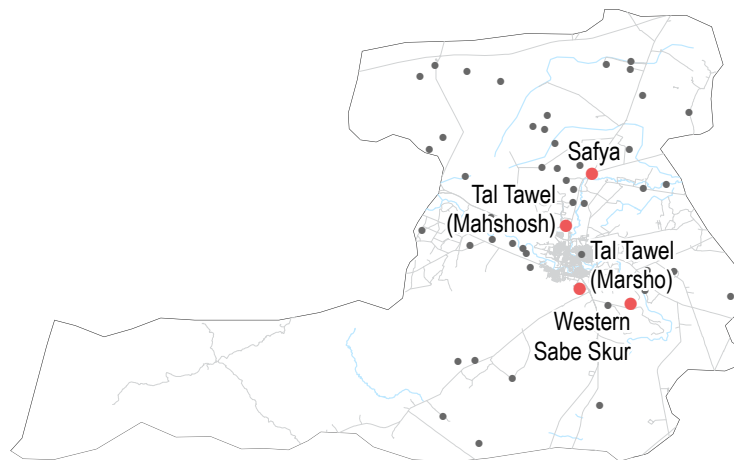 Safya
Tal Tawel
(Mahshosh)
Tal Tawel
(Marsho)
Western
Sabe Skur